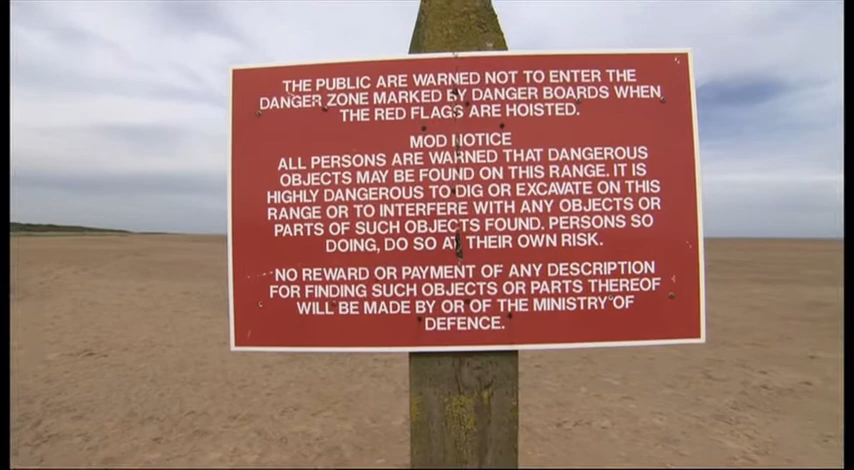 THE PUBLIC ARE WARNED NOT TO ENTER THE
DANGER ZONE MARKED BY DANGER BOARDS WHEN
THE RED FLAGS ARE HOISTED.
MOD NOTICE
ALL PERSONS ARE WARNED THAT DANGEROUS
OBJECTS MAY BE FOUND ON THIS RANGE. IT IS
HIGHLY DANGEROUS TO DIG OR EXCAVATE ON THIS
RANGE OR TO INTERFERE WITH ANY OBJECTS OR
PARTS OF SUCH OBJECTS FOUND. PERSONS SO
DOING, DO SO AT THEIR OWN RISK.
NO REWARD OR PAYMENT OF ANY DESCRIPTION
FOR FINDING SUCH OBJECTS OR PARTS THEREOF
WILL BE MADE BY OR OF THE MINISTRY OF
DEFENCE.